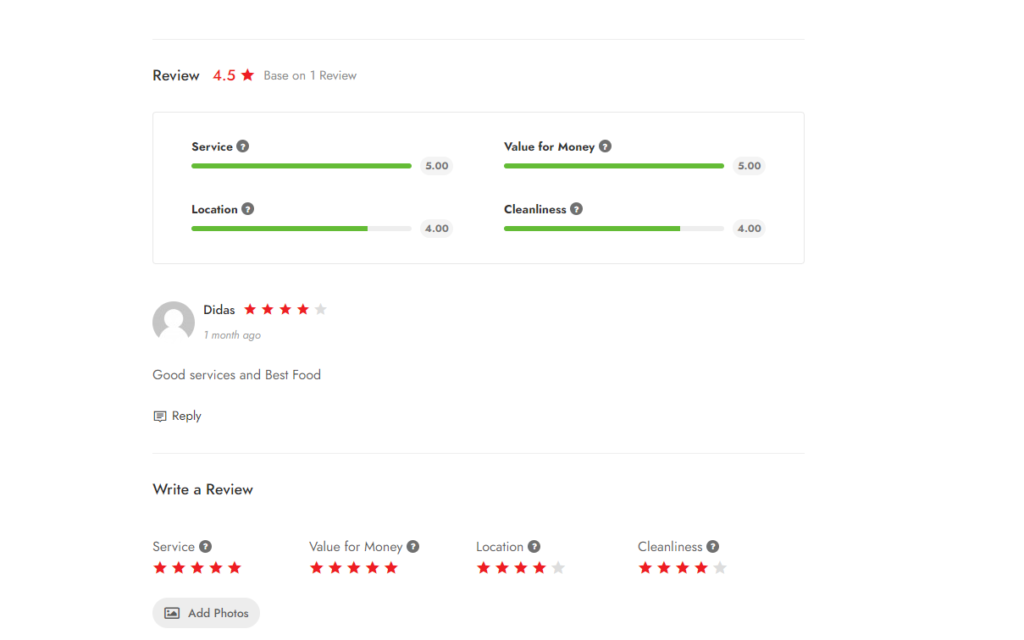 Review 4.5 Base on 1 Review
Service ? Value for Money ?
5.00 5.00
Location ? Cleanliness ?
4.00 4.00
Didas
1 month ago
Good services and Best Food
Reply
Write a Review
Service ? Value for Money ? Location ? Cleanliness ?
Add Photos